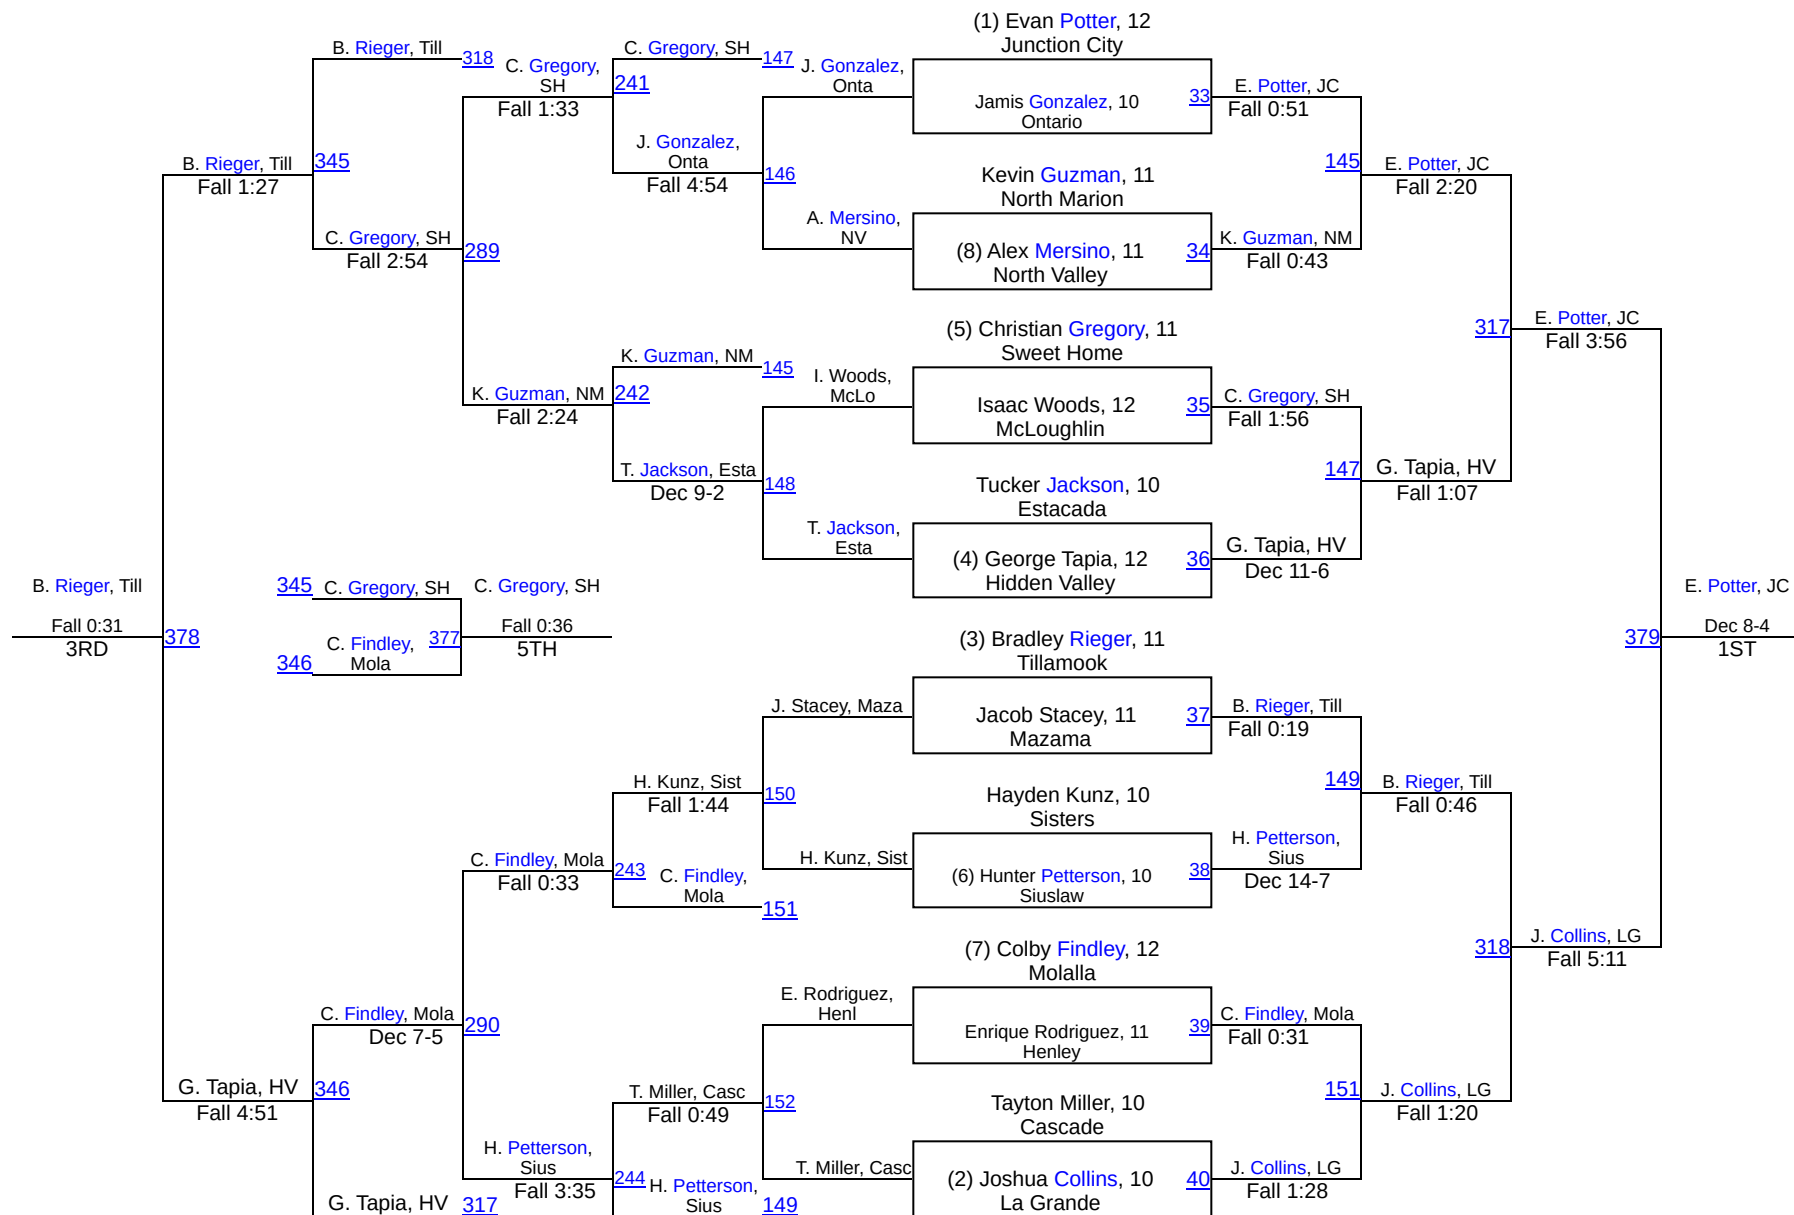 (1) Evan Potter, 12
Junction City
B. Rieger, Till
318
C. Gregory,
SH
Fall 1:33
C. Gregory, SH
147
241
J. Gonzalez,
Onta
Jamis Gonzalez, 10
Ontario
33
E. Potter, JC
Fall 0:51
J. Gonzalez,
Onta
Fall 4:54
146
B. Rieger, Till
Fall 1:27
345
Kevin Guzman, 11
North Marion
145
E. Potter, JC
Fall 2:20
C. Gregory, SH
Fall 2:54
289
A. Mersino,
NV
(8) Alex Mersino, 11
North Valley
34
K. Guzman, NM
Fall 0:43
(5) Christian Gregory, 11
Sweet Home
317
E. Potter, JC
Fall 3:56
K. Guzman, NM
145
K. Guzman, NM
Fall 2:24
242
I. Woods,
McLo
Isaac Woods, 12
McLoughlin
35
C. Gregory, SH
Fall 1:56
T. Jackson, Esta
Dec 9-2
148
Tucker Jackson, 10
Estacada
147
G. Tapia, HV
Fall 1:07
T. Jackson,
Esta
(4) George Tapia, 12
Hidden Valley
36
G. Tapia, HV
Dec 11-6
B. Rieger, Till
Fall 0:31
3RD
378
345
C. Gregory, SH
346
C. Findley,
Mola
377
C. Gregory, SH
Fall 0:36
5TH
E. Potter, JC
379
Dec 8-4
1ST
(3) Bradley Rieger, 11
Tillamook
J. Stacey, Maza
Jacob Stacey, 11
Mazama
37
B. Rieger, Till
Fall 0:19
H. Kunz, Sist
Fall 1:44
150
Hayden Kunz, 10
Sisters
149
B. Rieger, Till
Fall 0:46
C. Findley, Mola
Fall 0:33
243
C. Findley,
Mola
151
H. Kunz, Sist
(6) Hunter Petterson, 10
Siuslaw
38
H. Petterson,
Sius
Dec 14-7
(7) Colby Findley, 12
Molalla
318
J. Collins, LG
Fall 5:11
C. Findley, Mola
Dec 7-5
290
E. Rodriguez,
Henl
Enrique Rodriguez, 11
Henley
39
C. Findley, Mola
Fall 0:31
G. Tapia, HV
Fall 4:51
346
T. Miller, Casc
Fall 0:49
152
Tayton Miller, 10
Cascade
151
J. Collins, LG
Fall 1:20
H. Petterson,
Sius
Fall 3:35
244
H. Petterson,
Sius
149
T. Miller, Casc
(2) Joshua Collins, 10
La Grande
40
J. Collins, LG
Fall 1:28
G. Tapia, HV
317